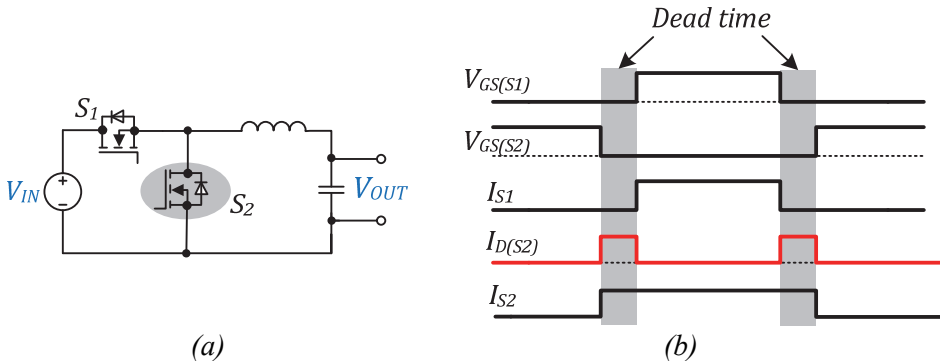 S1
VIN
+
−
S2
VOUT
(a)
Dead time
VGS(S1)
VGS(S2)
IS1
ID(S2)
IS2
(b)